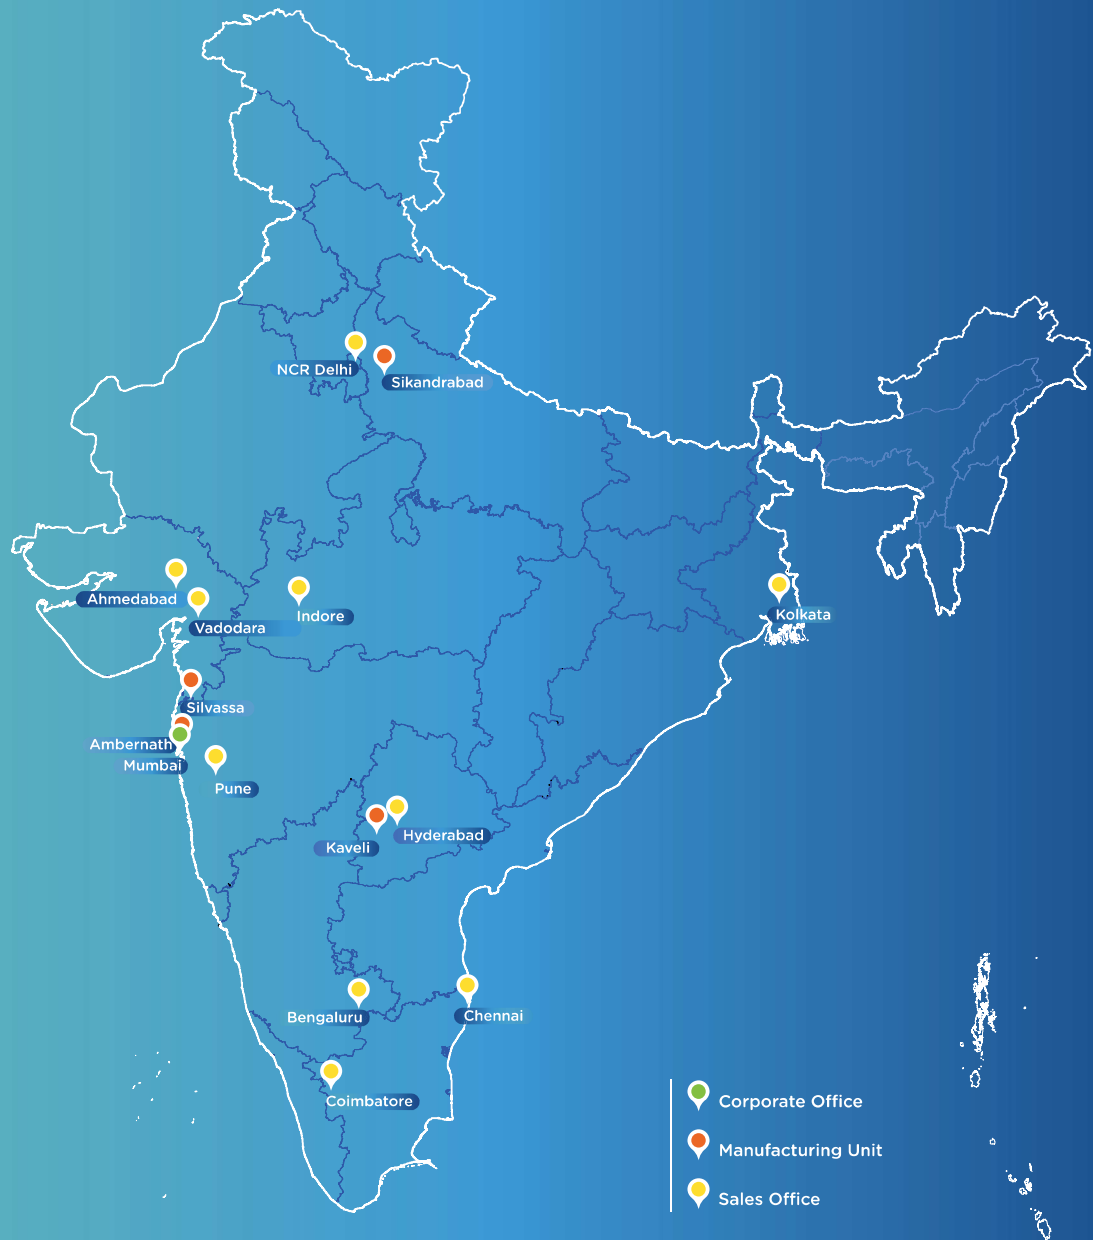 NCR Delhi
Sikandrabad
Ahmedabad
Vadodara
Indore
Kolkata
Silvassa
Ambernath
Mumbai
Pune
Hyderabad
Kaveli
Bengaluru
Chennai
Coimbatore
Corporate Office
Manufacturing Unit
Sales Office